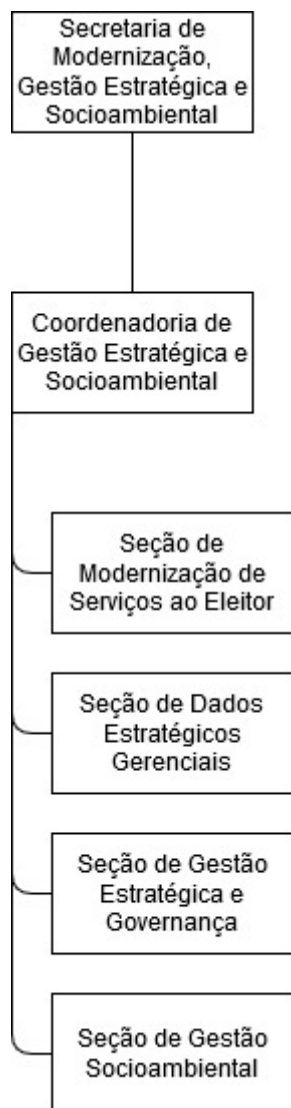 Secretaria de
Modernização,
Gestão Estratégica e
Socioambiental
Coordenadoria de
Gestão Estratégica e
Socioambiental
Seção de
Modernização de
Serviços ao Eleitor
Seção de Dados
Estratégicos
Gerenciais
Seção de Gestão
Estratégica e
Governança
Seção de Gestão
Socioambiental